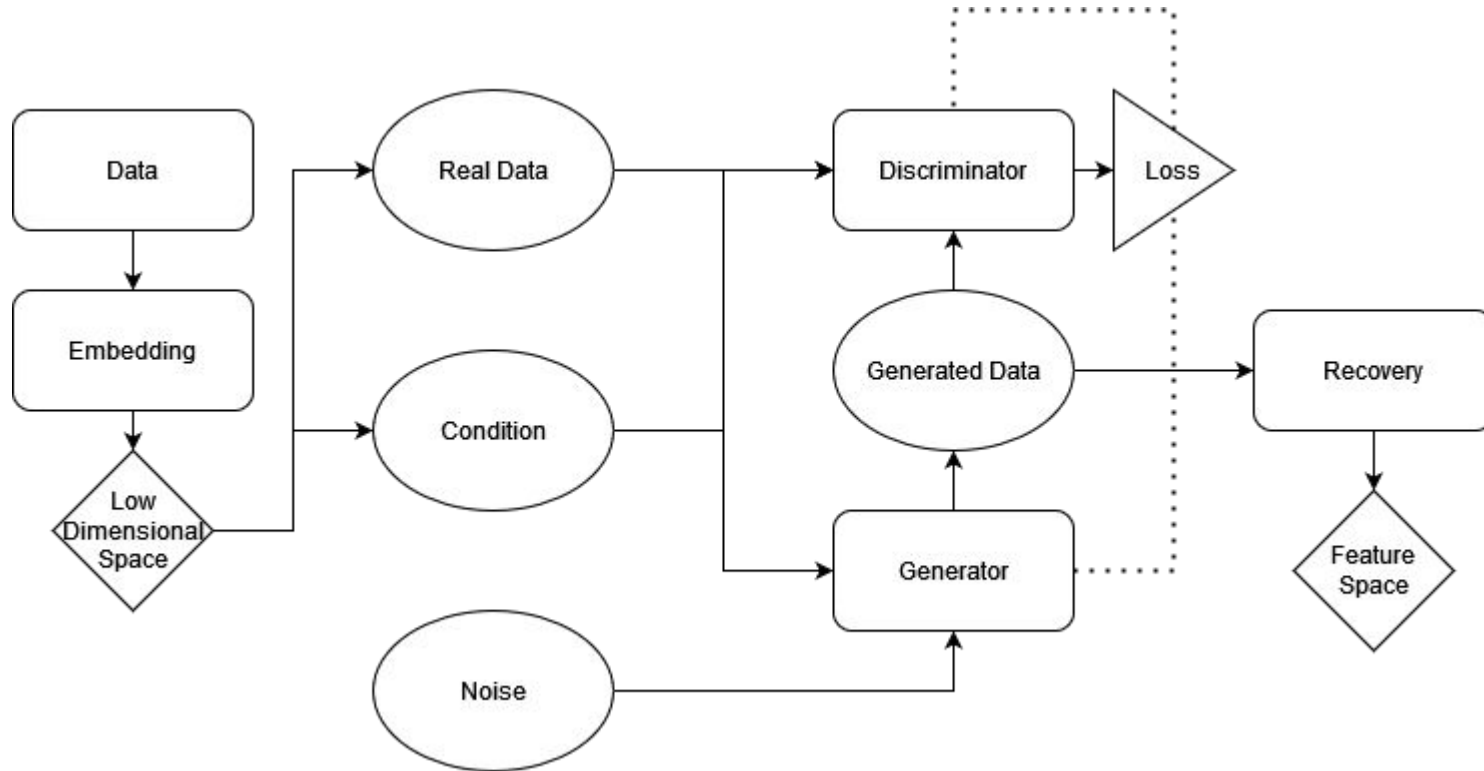 Data
Real Data
Discriminator
Loss
Embedding
Generated Data
Recovery
Condition
Low
Dimensional
Space
Generator
Feature
Space
Noise